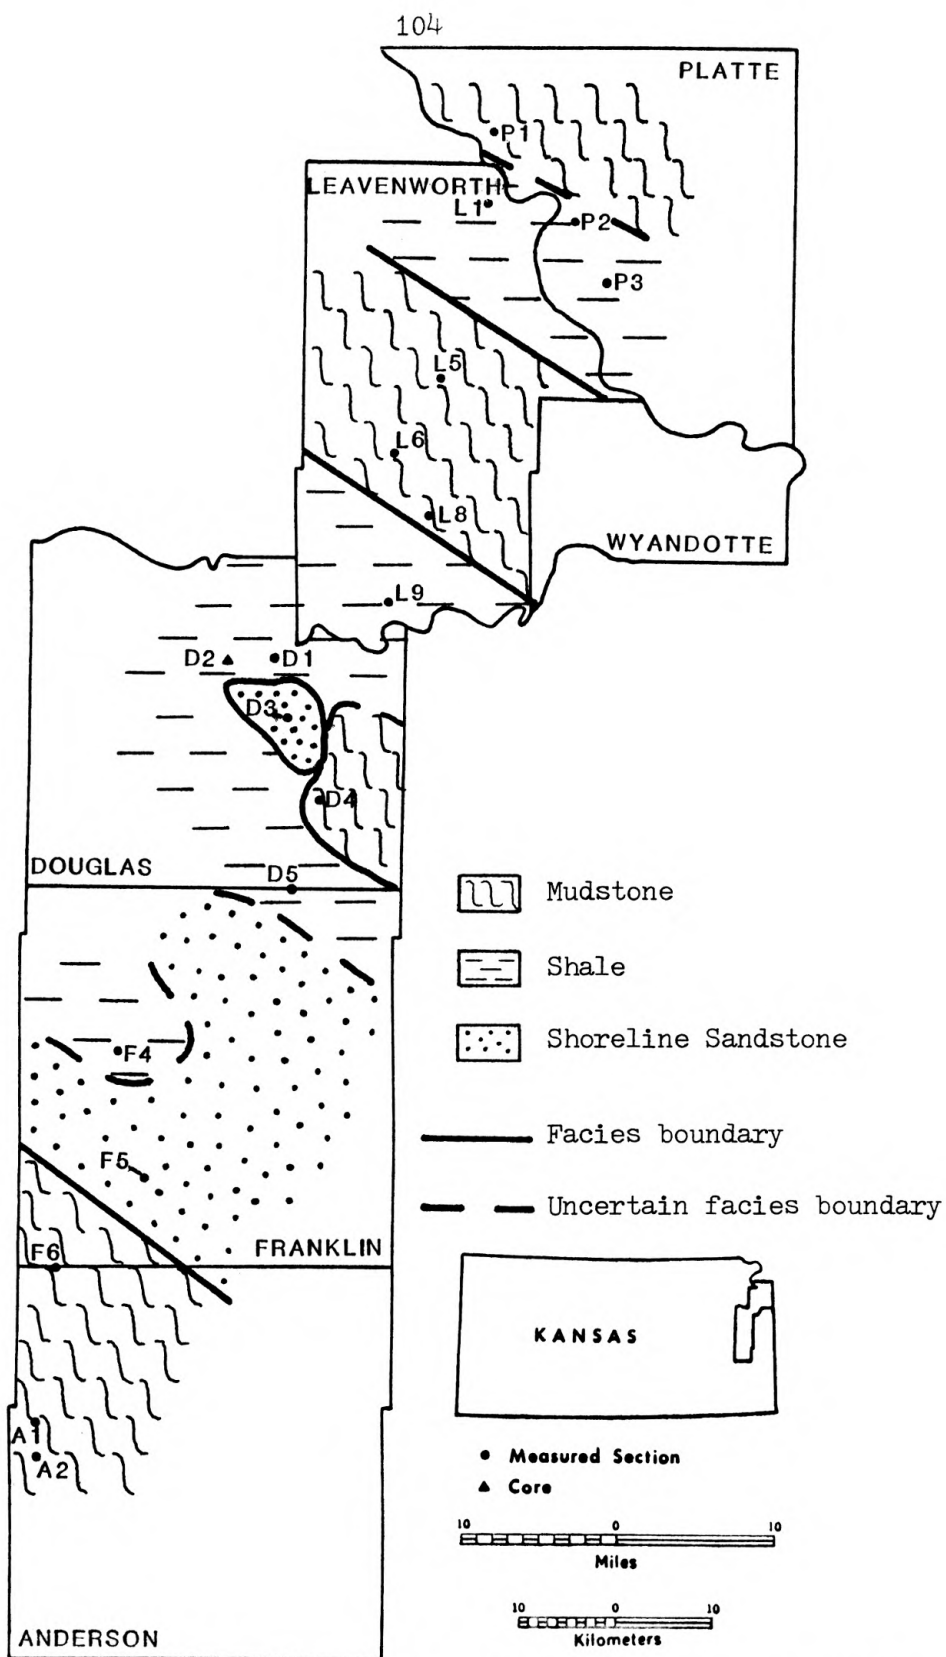 104
PLATTE
P1
LEAVENWORTH
L1
P2
P3
L5
L6
L8
WYANDOTTE
L9
D2
D1
D3
D4
DOUGLAS
D5
Mudstone
Shale
F4
Shoreline Sandstone
Facies boundary
F5
Uncertain facies boundary
FRANKLIN
F6
KANSAS
A1
A2
Measured Section
Core
10 0 10
Miles
10 0 10
Kilometers
ANDERSON